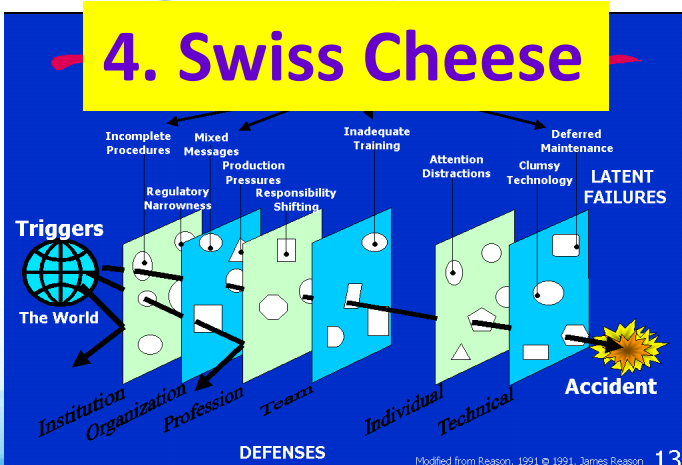 4. Swiss Cheese
Incomplete
Procedures
Mixed
Messages
Inadequate
Training
Deferred
Maintenance
Production
Pressures
Attention
Distractions
Clumsy
Technology
LATENT
FAILURES
Regulatory
Narrowness
Responsibility
Shifting
Triggers
The World
Accident
Institution
Organization
Profession
Team
Individual
Technical
DEFENSES
Modified from Reason, 1991 © 1991, James Reason
13